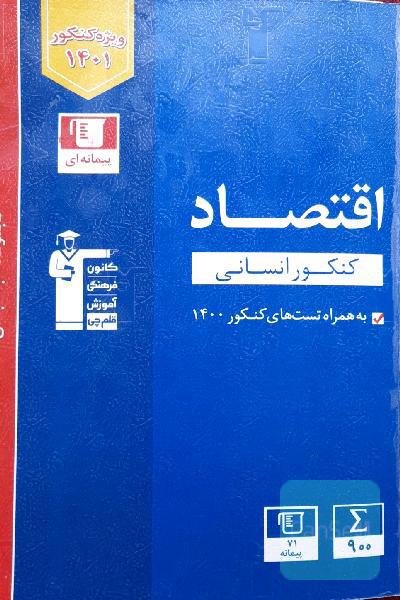 ویژه کنکور
۱۴۰۱
پیمانه‌ای
اقتصاد
کنکور انسانی
به همراه تست‌های کنکور ۱۴۰۰
کانون
فرهنگی
آموزش
قلم‌چی
۷۱
پیمانه
Σ
۹۰۰